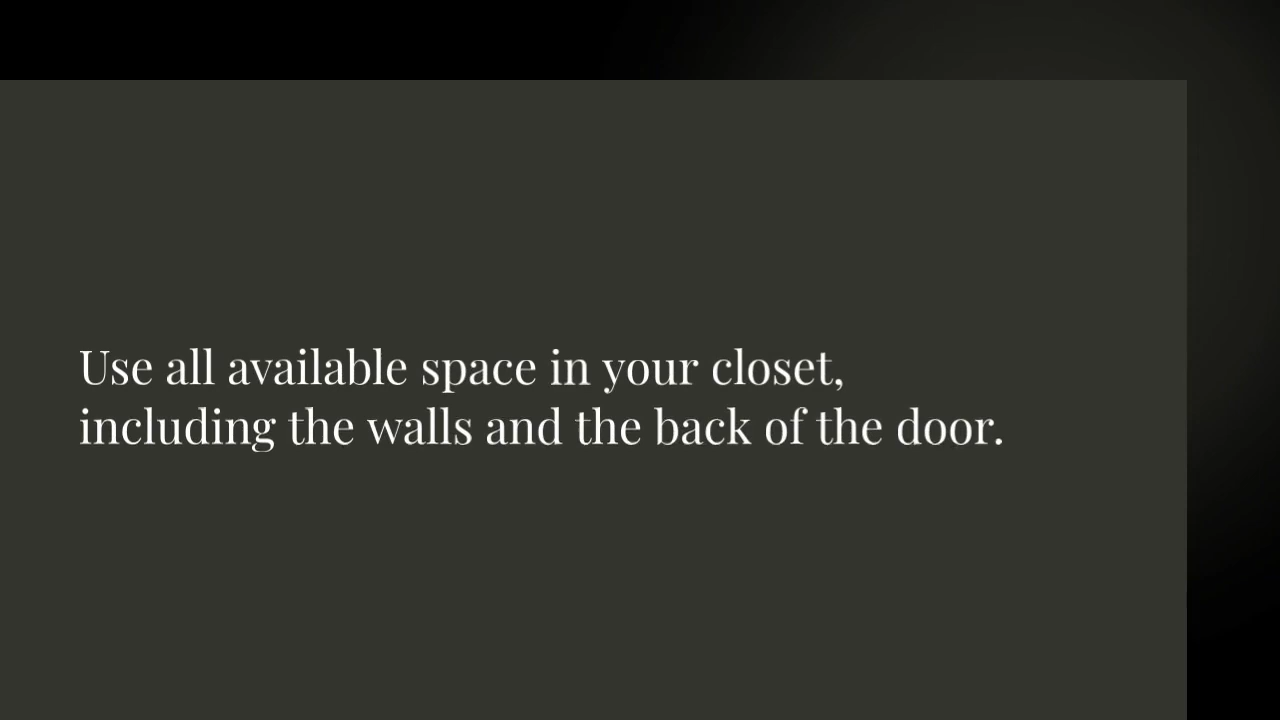 Use all available space in your closet,
including the walls and the back of the door.